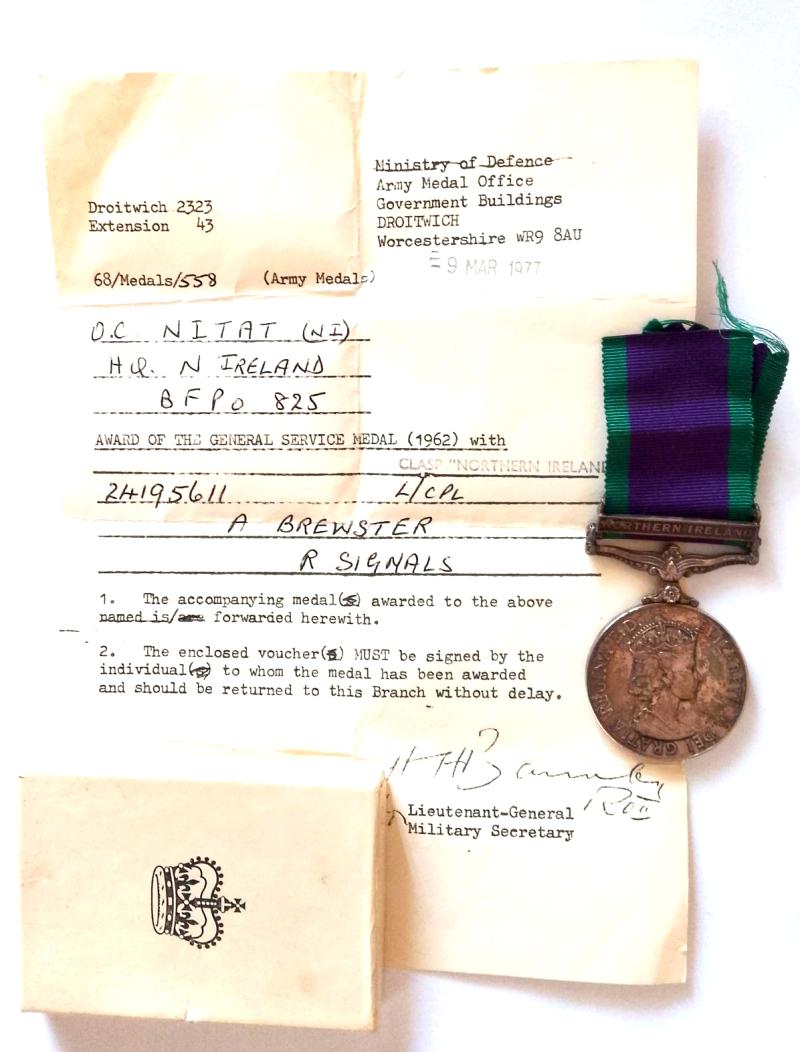 Droitwich 2323
Extension 43
68/Medals/558 (Army Medals)
Ministry of Defence
Army Medal Office
Government Buildings
DROITWICH
Worcestershire WR9 8AU
= 9 MAR 1977
O.C NITAT (NI)
HQ. N IRELAND
BFPO 825
AWARD OF THE GENERAL SERVICE MEDAL (1962) with
CLASP "NORTHERN IRELAND
24195611 L/CPL
A BREWSTER
R SIGNALS
1. The accompanying medal(s) awarded to the above
named is/are forwarded herewith.
2. The enclosed voucher(s) MUST be signed by the
individual(s) to whom the medal has been awarded
and should be returned to this Branch without delay.
Lieutenant-General
Military Secretary
NORTHERN IRELAND
DEI GRATIA REGINA